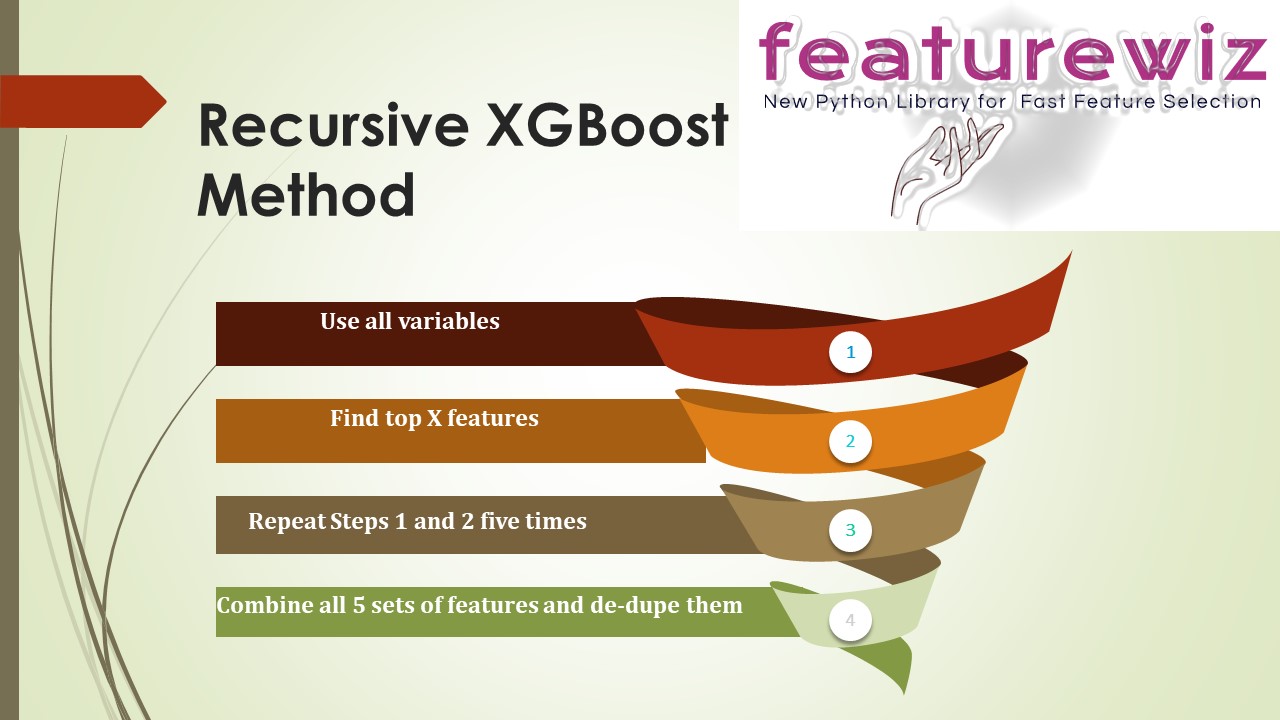 featurewiz
New Python Library for Fast Feature Selection
Recursive XGBoost
Method
Use all variables
1
Find top X features
2
Repeat Steps 1 and 2 five times
3
Combine all 5 sets of features and de-dupe them
4